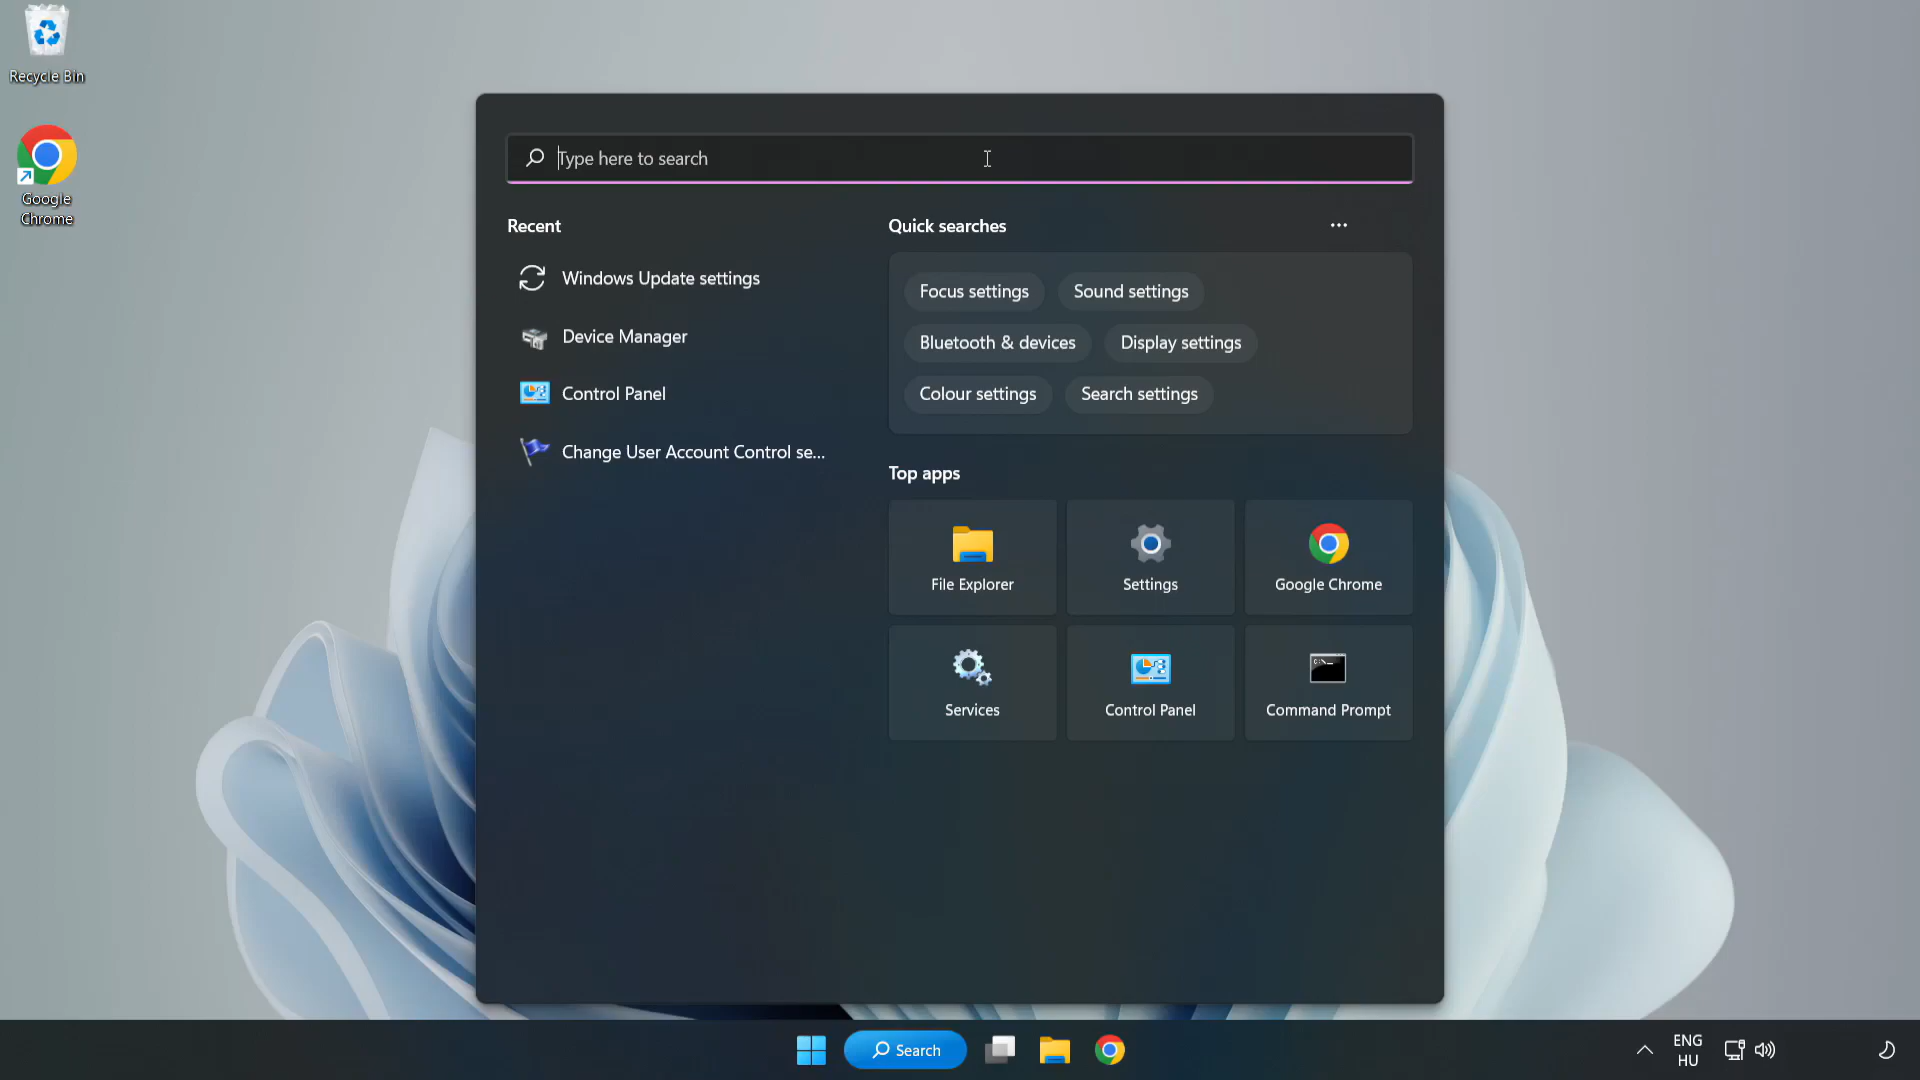 Recycle Bin
Google
Chrome
Type here to search
Recent
Windows Update settings
Device Manager
Control Panel
Change User Account Control se...
Quick searches
Focus settings
Sound settings
Bluetooth & devices
Display settings
Colour settings
Search settings
Top apps
File Explorer
Settings
Google Chrome
Services
Control Panel
Command Prompt
Search
ENG
HU